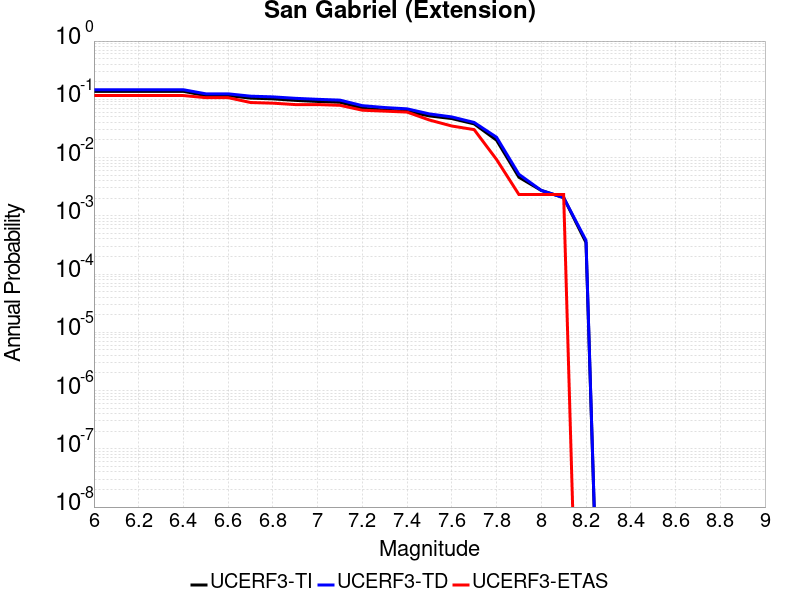 San Gabriel (Extension)
10^0
10^-1
10^-2
10^-3
10^-4
10^-5
10^-6
10^-7
10^-8
Annual Probability
6 6.2 6.4 6.6 6.8 7 7.2 7.4 7.6 7.8 8 8.2 8.4 8.6 8.8 9
Magnitude
UCERF3-TI UCERF3-TD UCERF3-ETAS